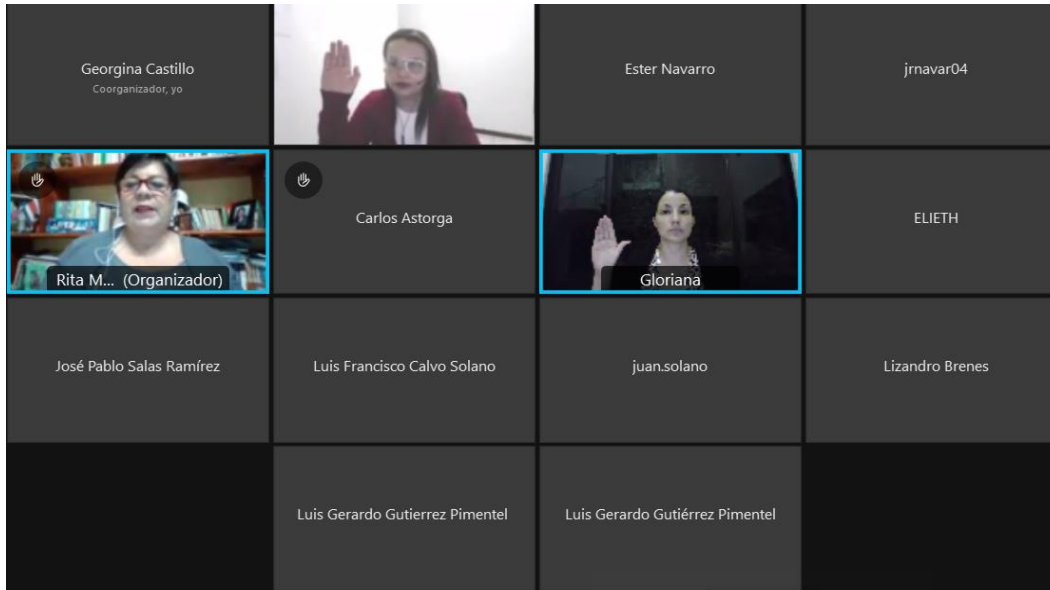 Georgina Castillo
Coorganizador, yo
Ester Navarro
jrnavar04
Rita M... (Organizador)
Carlos Astorga
Gloriana
ELIETH
José Pablo Salas Ramírez
Luis Francisco Calvo Solano
juan.solano
Lizandro Brenes
Luis Gerardo Gutierrez Pimentel
Luis Gerardo Gutiérrez Pimentel